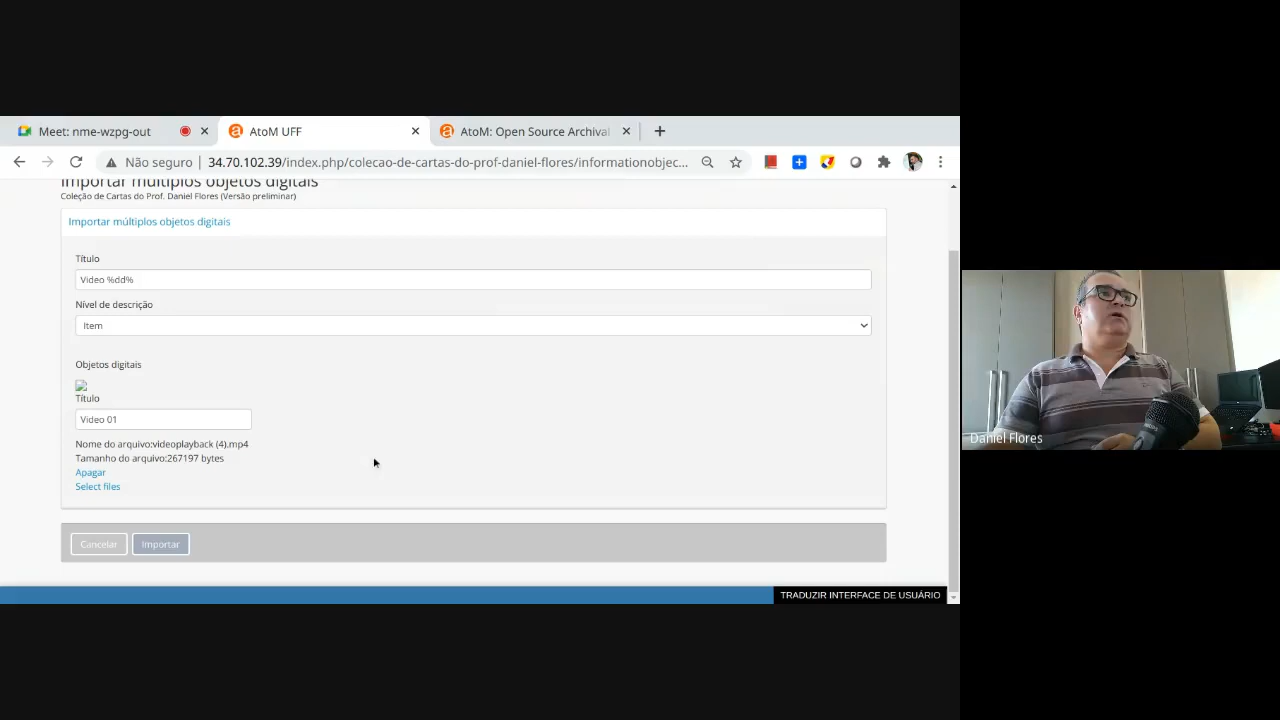 Meet: nme-wzpg-out
AtoM UFF
AtoM: Open Source Archival
Não seguro
34.70.102.39/index.php/colecao-de-cartas-do-prof-daniel-flores/informationobjec...
Importar múltiplos objetos digitais
Coleção de Cartas do Prof. Daniel Flores (Versão preliminar)
Importar múltiplos objetos digitais
Título
Video %dd%
Nível de descrição
Item
Objetos digitais
Título
Video 01
Nome do arquivo:videoplayback (4).mp4
Tamanho do arquivo:267197 bytes
Apagar
Select files
Cancelar
Importar
TRADUZIR INTERFACE DE USUÁRIO
Daniel Flores